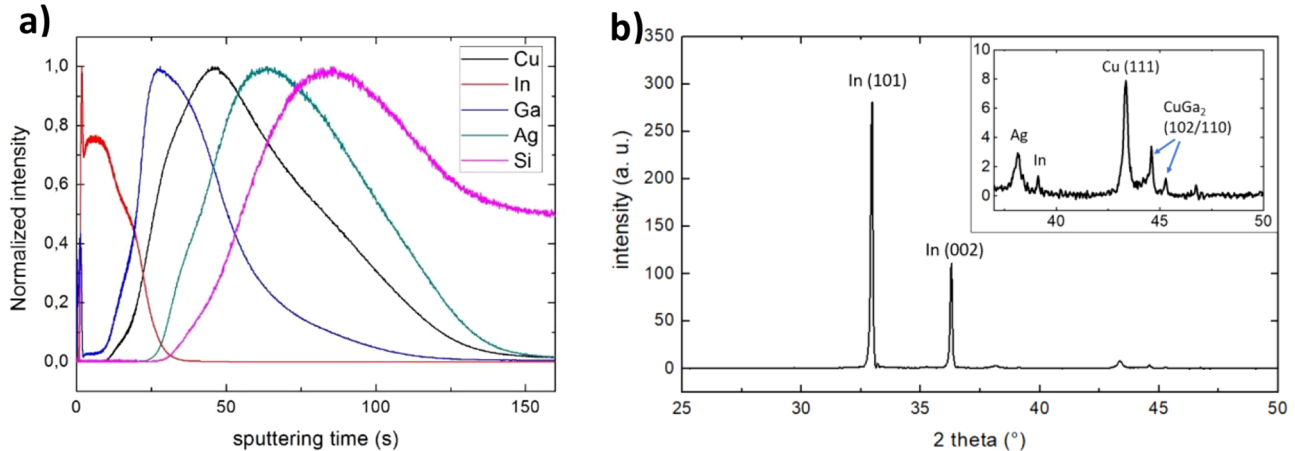 a)
Normalized intensity
1,0
0,8
0,6
0,4
0,2
0,0
Cu
In
Ga
Ag
Si
0
50
100
150
sputtering time (s)
b)
intensity (a. u.)
350
300
250
200
150
100
50
0
In (101)
In (002)
10
8
6
4
2
0
Cu (111)
CuGa₂
(102/110)
Ag
In
40
45
50
25
30
35
40
45
50
2 theta (°)